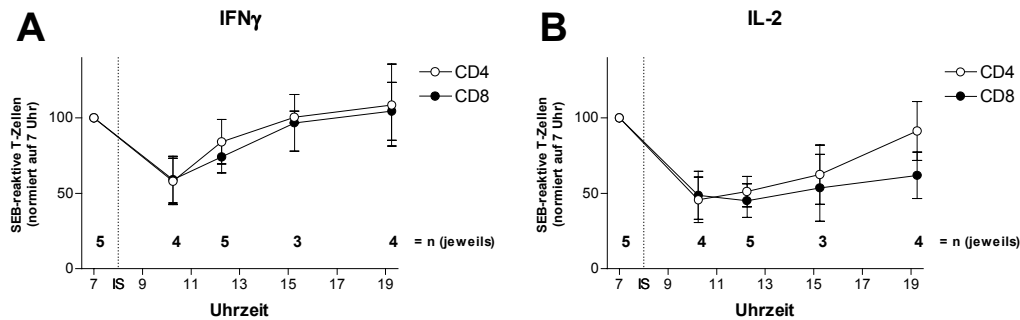 A
IFNγ
CD4
CD8
SEB-reaktive T-Zellen
(normiert auf 7 Uhr)
100
50
0
5 4 5 3 4 = n (jeweils)
7 IS 9 11 13 15 17 19
Uhrzeit
B
IL-2
CD4
CD8
SEB-reaktive T-Zellen
(normiert auf 7 Uhr)
100
50
0
5 4 5 3 4 = n (jeweils)
7 IS 9 11 13 15 17 19
Uhrzeit